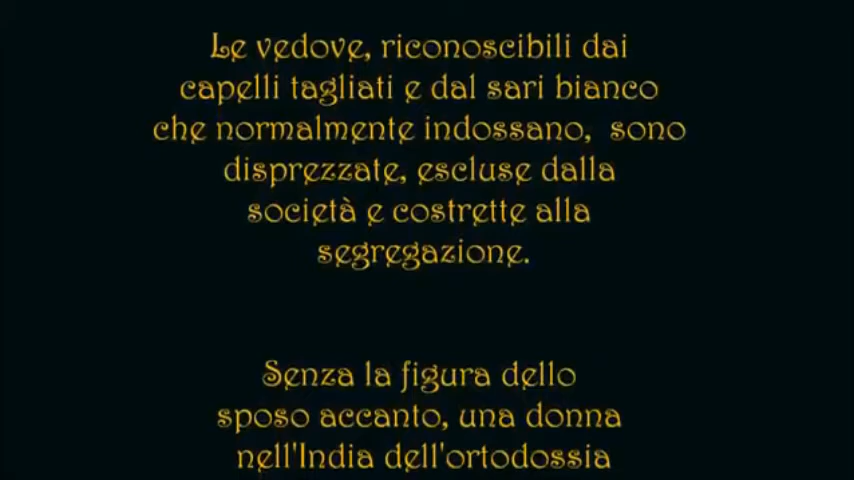 Le vedove, riconoscibili dai
capelli tagliati e dal sari bianco
che normalmente indossano, sono
disprezzate, escluse dalla
società e costrette alla
segregazione.
Senza la figura dello
sposo accanto, una donna
nell'India dell'ortodossia